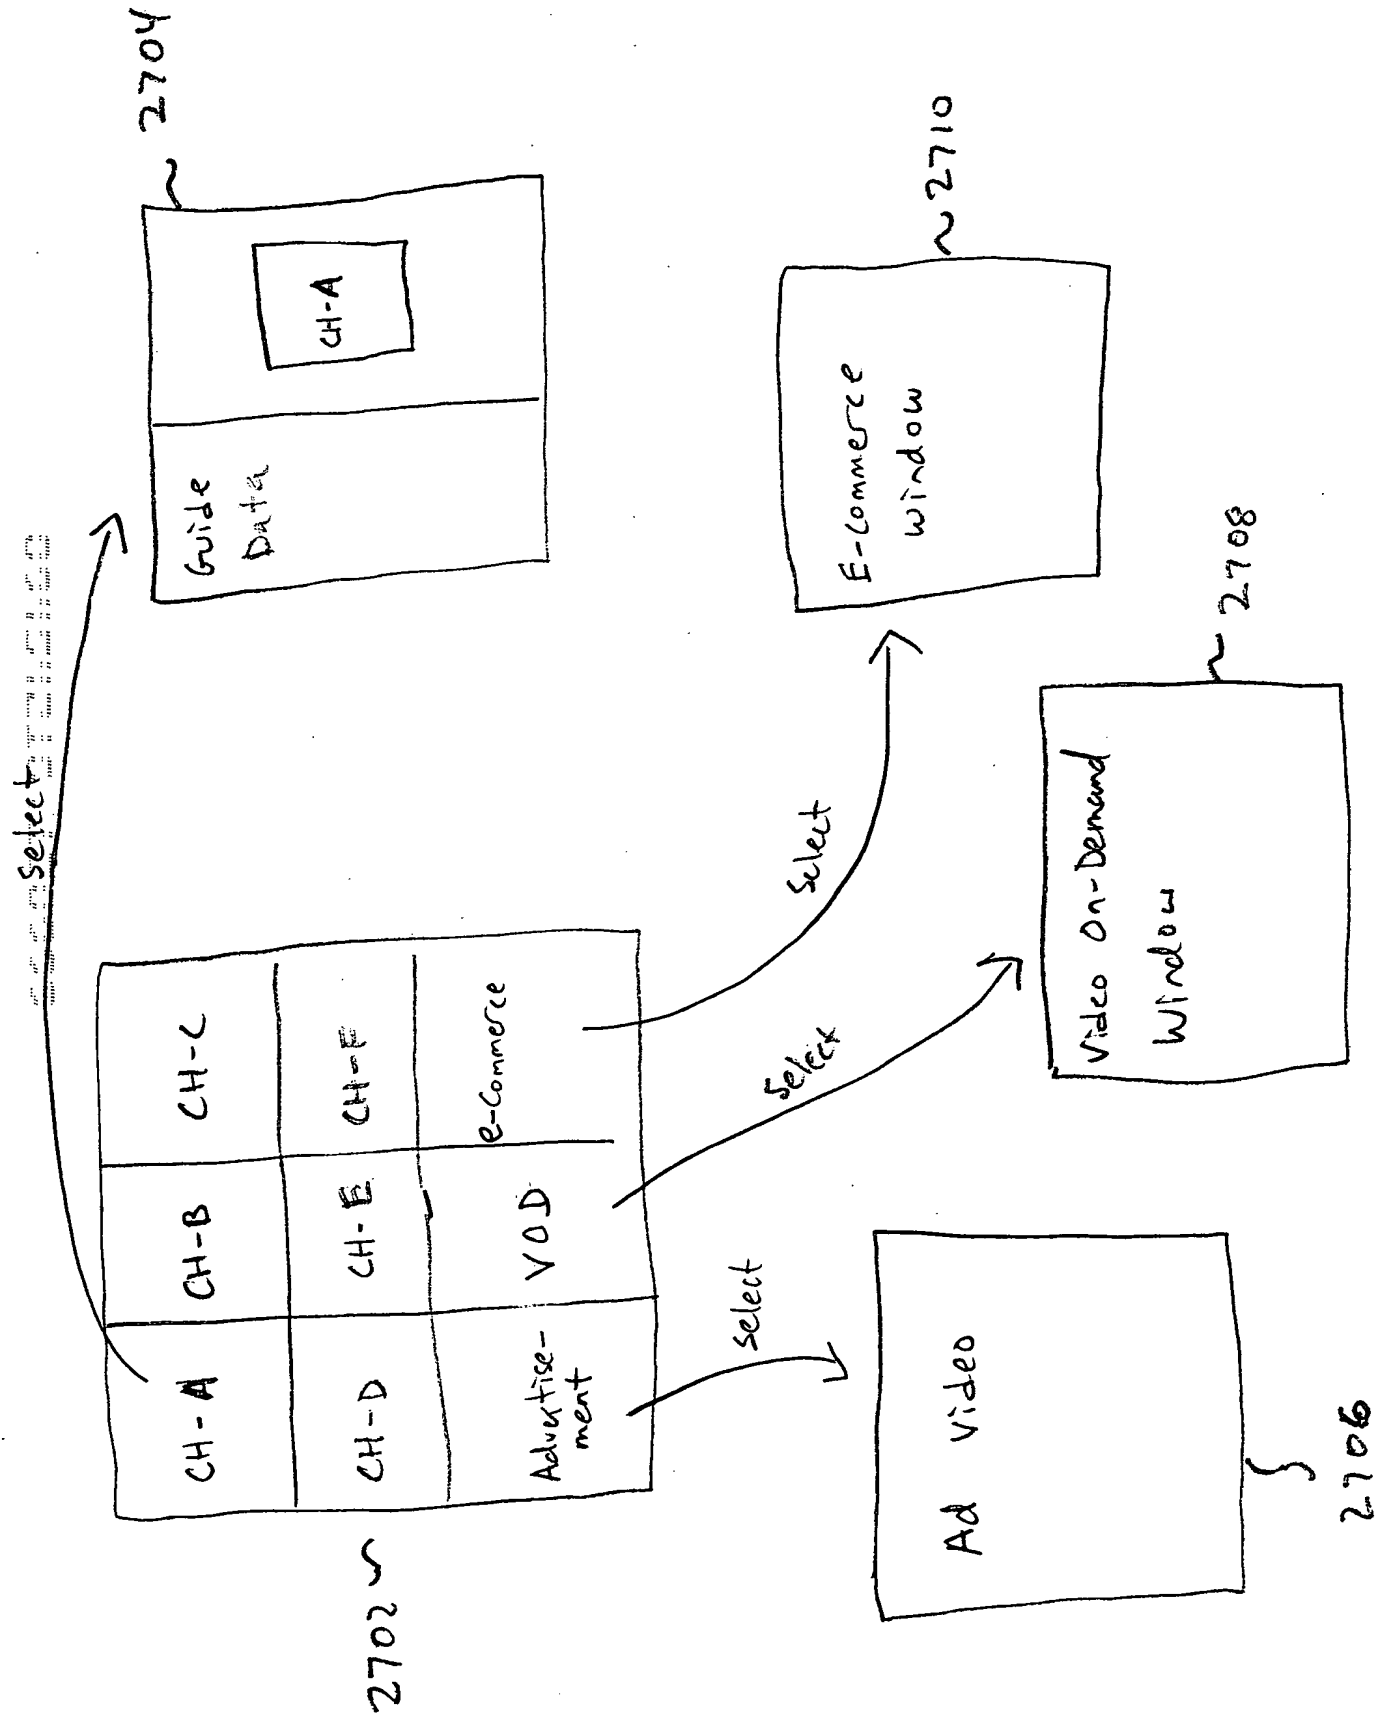 Select
2704
Guide
Data
CH-A
2702
CH-A
CH-B
CH-C
CH-D
CH-E
CH-F
Advertise-
ment
VOD
e-Commerce
Select
Select
Select
E-Commerce
Window
2710
Video On-Demand
Window
2708
Ad Video
2706